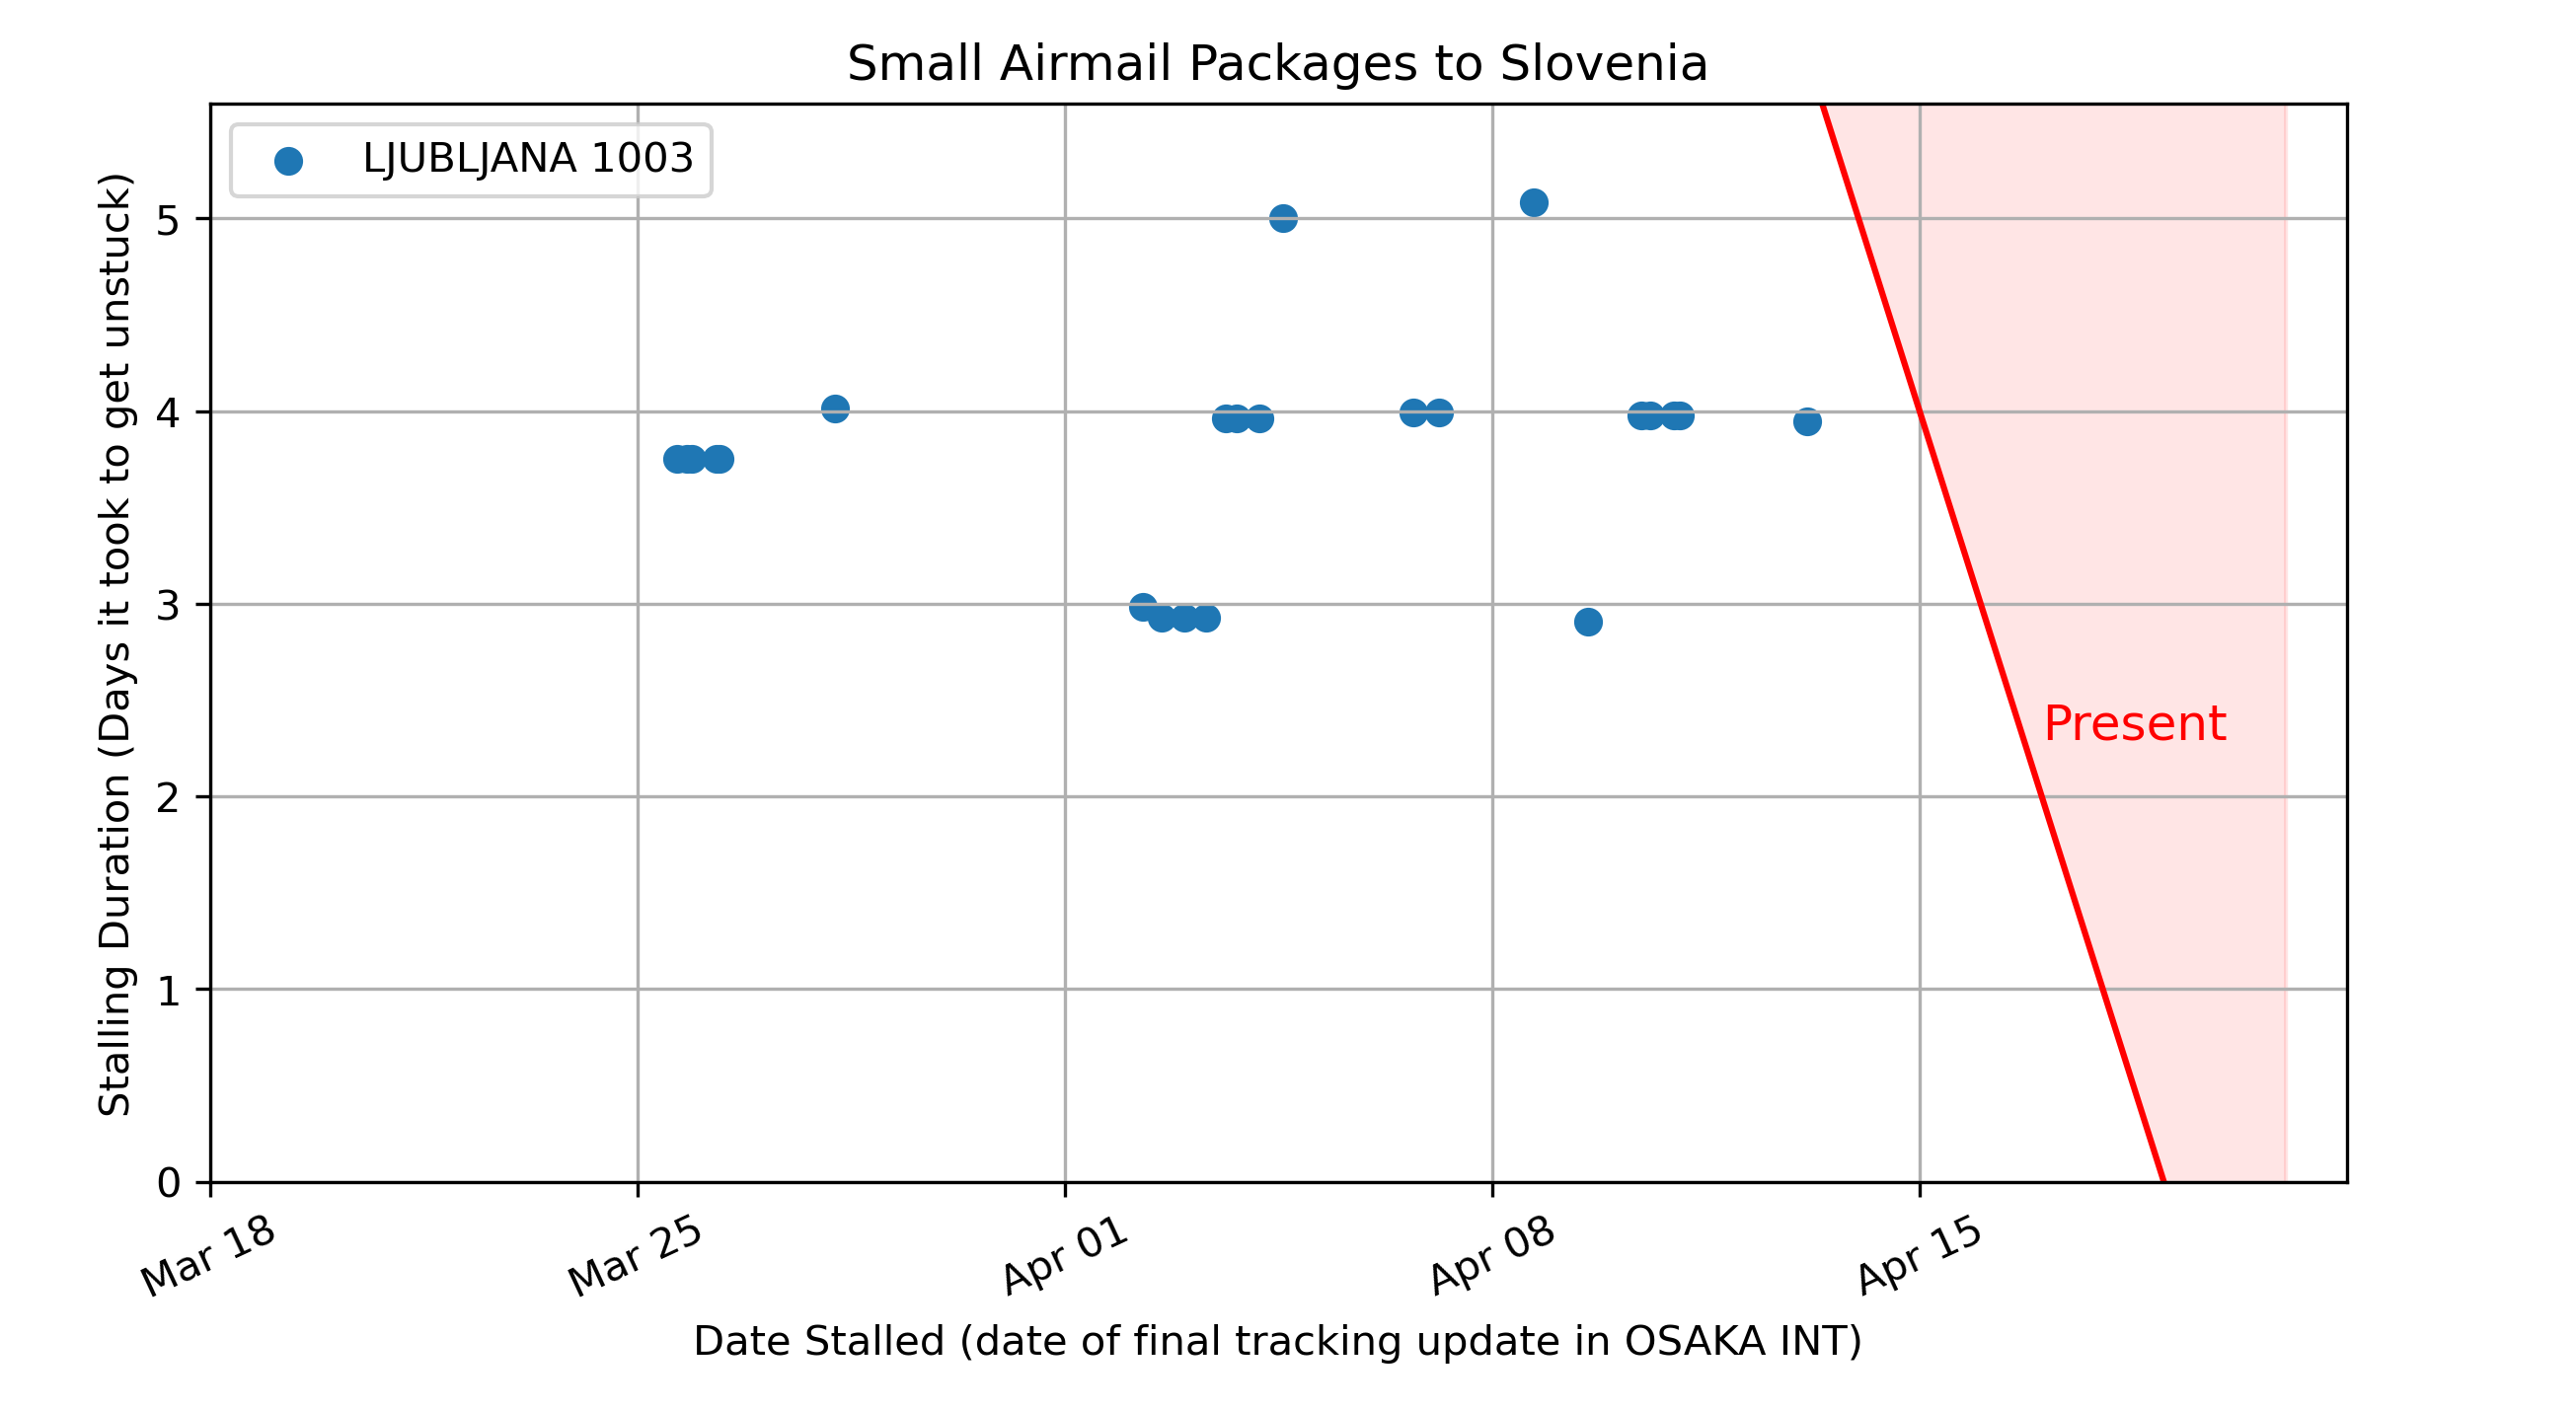 Small Airmail Packages to Slovenia
LJUBLJANA 1003
Stalling Duration (Days it took to get unstuck)
5
4
3
2
1
0
Present
Mar 18
Mar 25
Apr 01
Apr 08
Apr 15
Date Stalled (date of final tracking update in OSAKA INT)